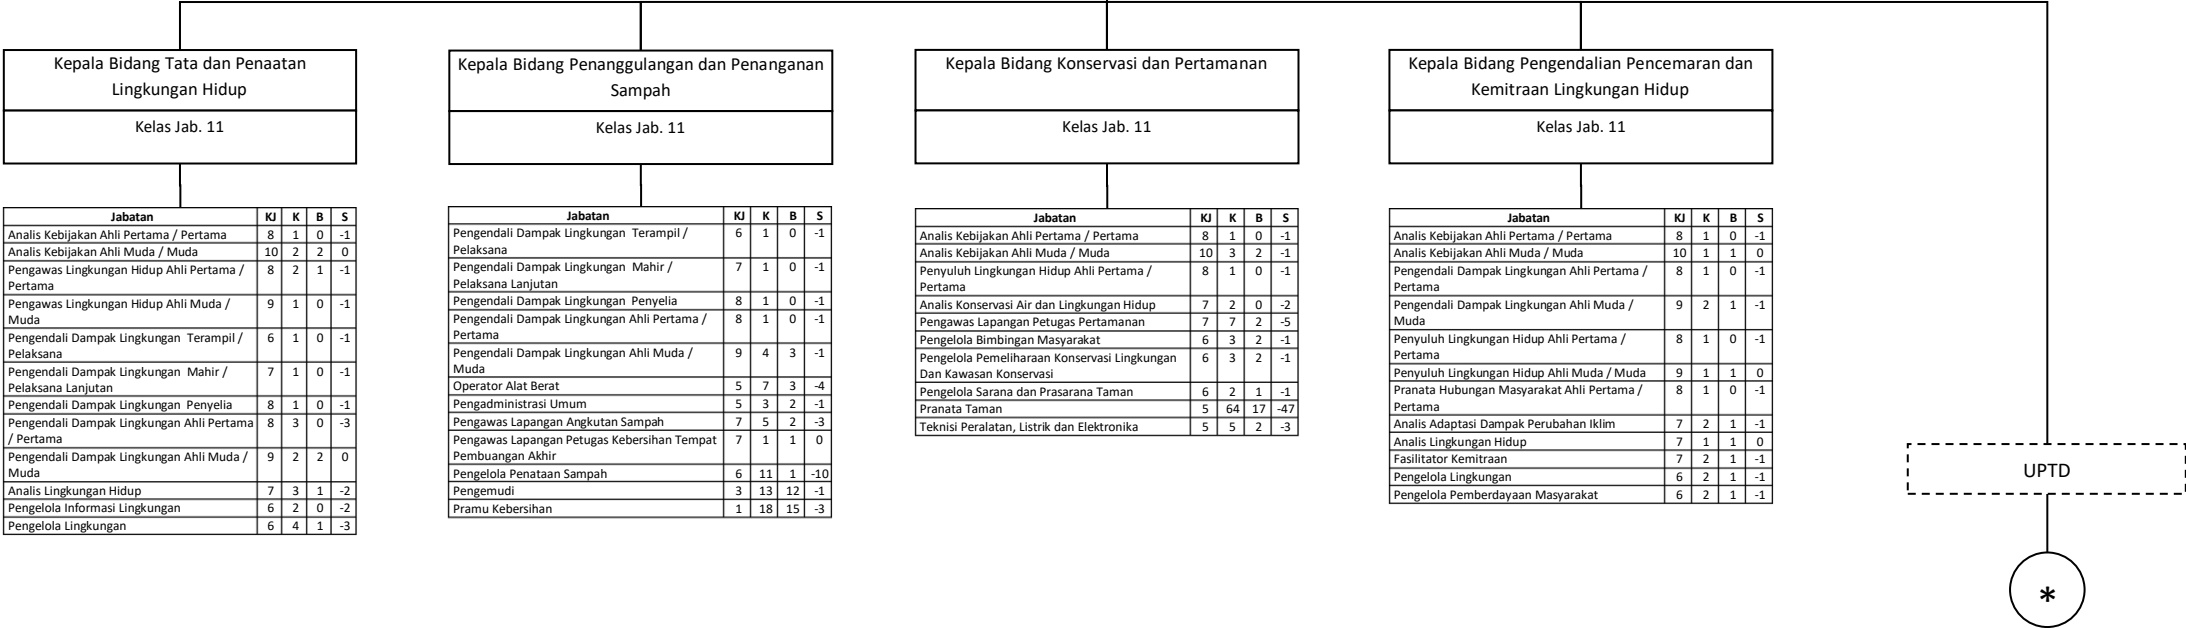 Kepala Bidang Tata dan Penaatan
Lingkungan Hidup
Kelas Jab. 11
Jabatan KJ K B S
Analis Kebijakan Ahli Pertama / Pertama 8 1 0 -1
Analis Kebijakan Ahli Muda / Muda 10 2 2 0
Pengawas Lingkungan Hidup Ahli Pertama / 8 2 1 -1
Pertama
Pengawas Lingkungan Hidup Ahli Muda / 9 1 0 -1
Muda
Pengendali Dampak Lingkungan Terampil / 6 1 0 -1
Pelaksana
Pengendali Dampak Lingkungan Mahir / 7 1 0 -1
Pelaksana Lanjutan
Pengendali Dampak Lingkungan Penyelia 8 1 0 -1
Pengendali Dampak Lingkungan Ahli Pertama 8 3 0 -3
/ Pertama
Pengendali Dampak Lingkungan Ahli Muda / 9 2 2 0
Muda
Analis Lingkungan Hidup 7 3 1 -2
Pengelola Informasi Lingkungan 6 2 0 -2
Pengelola Lingkungan 6 4 1 -3
Kepala Bidang Penanggulangan dan Penanganan
Sampah
Kelas Jab. 11
Jabatan KJ K B S
Pengendali Dampak Lingkungan Terampil / 6 1 0 -1
Pelaksana
Pengendali Dampak Lingkungan Mahir / 7 1 0 -1
Pelaksana Lanjutan
Pengendali Dampak Lingkungan Penyelia 8 1 0 -1
Pengendali Dampak Lingkungan Ahli Pertama / 8 1 0 -1
Pertama
Pengendali Dampak Lingkungan Ahli Muda / 9 4 3 -1
Muda
Operator Alat Berat 5 7 3 -4
Pengadministrasi Umum 5 3 2 -1
Pengawas Lapangan Angkutan Sampah 7 5 2 -3
Pengawas Lapangan Petugas Kebersihan Tempat 7 1 1 0
Pembuangan Akhir
Pengelola Penataan Sampah 6 11 1 -10
Pengemudi 3 13 12 -1
Pramu Kebersihan 1 18 15 -3
Kepala Bidang Konservasi dan Pertamanan
Kelas Jab. 11
Jabatan KJ K B S
Analis Kebijakan Ahli Pertama / Pertama 8 1 0 -1
Analis Kebijakan Ahli Muda / Muda 10 3 2 -1
Penyuluh Lingkungan Hidup Ahli Pertama / 8 1 0 -1
Pertama
Analis Konservasi Air dan Lingkungan Hidup 7 2 0 -2
Pengawas Lapangan Petugas Pertamanan 7 7 2 -5
Pengelola Bimbingan Masyarakat 6 3 2 -1
Pengelola Pemeliharaan Konservasi Lingkungan 6 3 2 -1
Dan Kawasan Konservasi
Pengelola Sarana dan Prasarana Taman 6 2 1 -1
Pranata Taman 5 64 17 -47
Teknisi Peralatan, Listrik dan Elektronika 5 5 2 -3
Kepala Bidang Pengendalian Pencemaran dan
Kemitraan Lingkungan Hidup
Kelas Jab. 11
Jabatan KJ K B S
Analis Kebijakan Ahli Pertama / Pertama 8 1 0 -1
Analis Kebijakan Ahli Muda / Muda 10 1 1 0
Pengendali Dampak Lingkungan Ahli Pertama / 8 1 0 -1
Pertama
Pengendali Dampak Lingkungan Ahli Muda / 9 2 1 -1
Muda
Penyuluh Lingkungan Hidup Ahli Pertama / 8 1 0 -1
Pertama
Penyuluh Lingkungan Hidup Ahli Muda / Muda 9 1 1 0
Pranata Hubungan Masyarakat Ahli Pertama / 8 1 0 -1
Pertama
Analis Adaptasi Dampak Perubahan Iklim 7 2 1 -1
Analis Lingkungan Hidup 7 1 1 0
Fasilitator Kemitraan 7 2 1 -1
Pengelola Lingkungan 6 2 1 -1
Pengelola Pemberdayaan Masyarakat 6 2 1 -1
UPTD
*